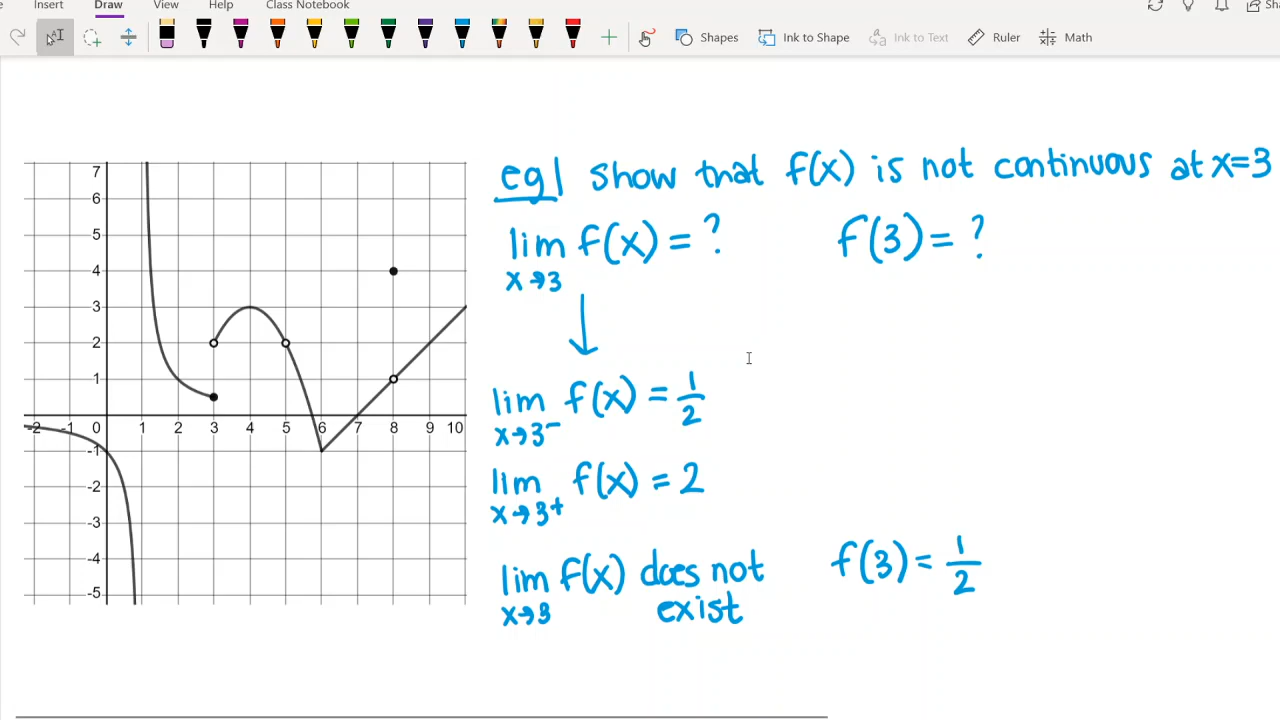 Insert Draw View Help Class Notebook Sha
Shapes Ink to Shape Ink to Text Ruler Math
eg1 show that f(x) is not continuous at x=3
lim x→3 f(x) = ? f(3) = ?
lim x→3⁻ f(x) = 1/2
lim x→3⁺ f(x) = 2
lim x→3 f(x) does not exist f(3) = 1/2
7
6
5
4
3
2
1
-2 -1 0 1 2 3 4 5 6 7 8 9 10
-1
-2
-3
-4
-5